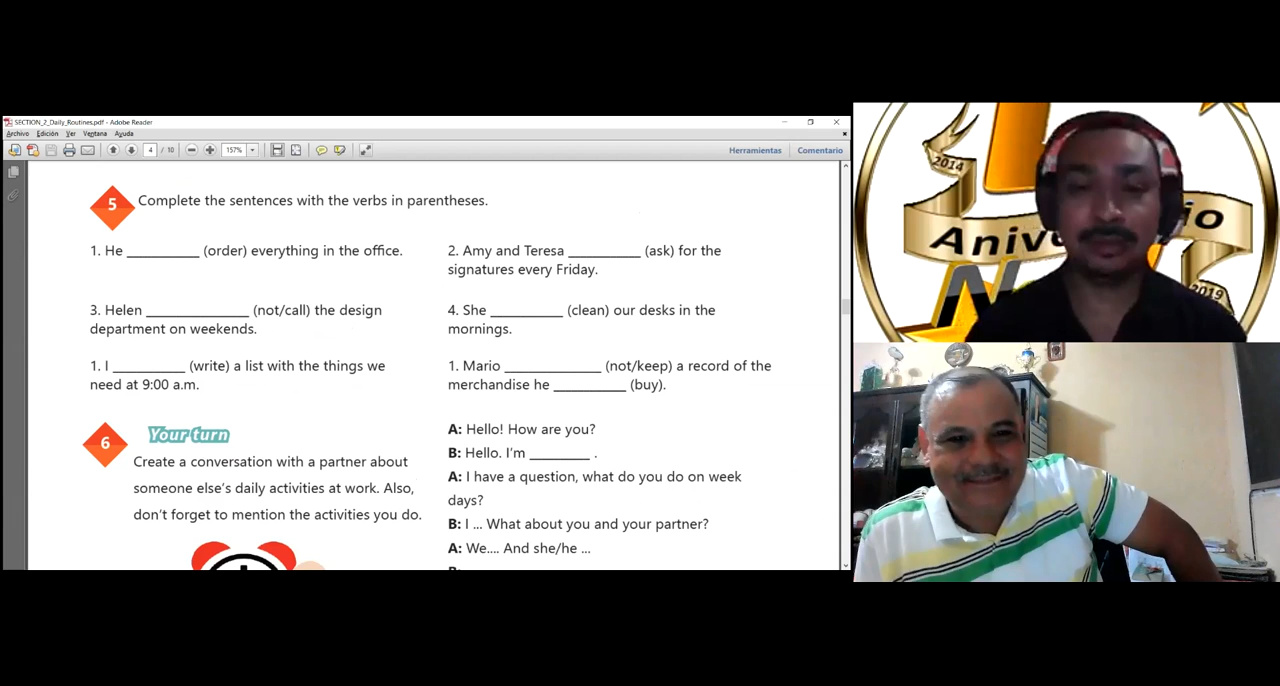 SECTION_2_Daily_Routines.pdf - Adobe Reader
Archivo Edición Ver Ventana Ayuda
4 / 10 157% Herramientas Comentario
5 Complete the sentences with the verbs in parentheses.
1. He __________ (order) everything in the office.
2. Amy and Teresa __________ (ask) for the
signatures every Friday.
3. Helen ______________ (not/call) the design
department on weekends.
4. She __________ (clean) our desks in the
mornings.
1. I __________ (write) a list with the things we
need at 9:00 a.m.
1. Mario _____________ (not/keep) a record of the
merchandise he __________ (buy).
6 Your turn
Create a conversation with a partner about
someone else's daily activities at work. Also,
don't forget to mention the activities you do.
A: Hello! How are you?
B: Hello. I'm ________ .
A: I have a question, what do you do on week
days?
B: I ... What about you and your partner?
A: We.... And she/he ...
2014
2019